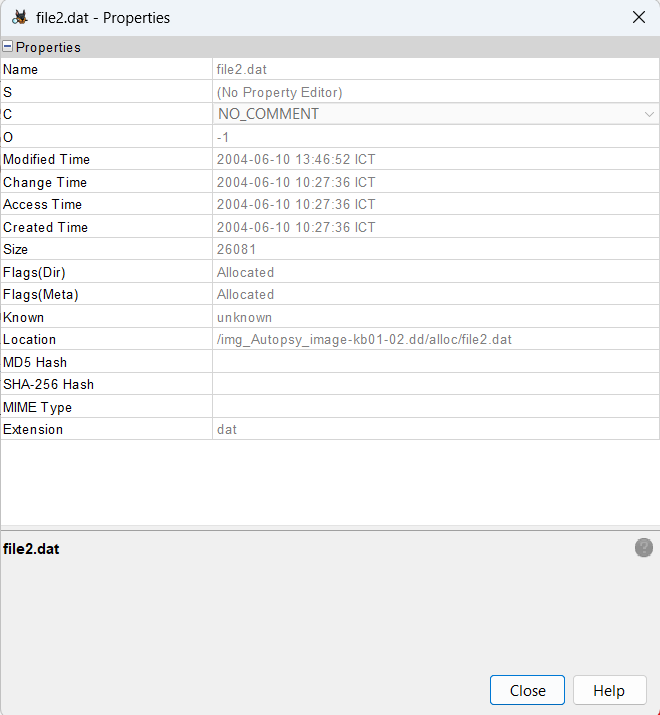 file2.dat - Properties
Properties
Name file2.dat
S (No Property Editor)
C NO_COMMENT
O -1
Modified Time 2004-06-10 13:46:52 ICT
Change Time 2004-06-10 10:27:36 ICT
Access Time 2004-06-10 10:27:36 ICT
Created Time 2004-06-10 10:27:36 ICT
Size 26081
Flags(Dir) Allocated
Flags(Meta) Allocated
Known unknown
Location /img_Autopsy_image-kb01-02.dd/alloc/file2.dat
MD5 Hash
SHA-256 Hash
MIME Type
Extension dat
file2.dat ?
Close Help